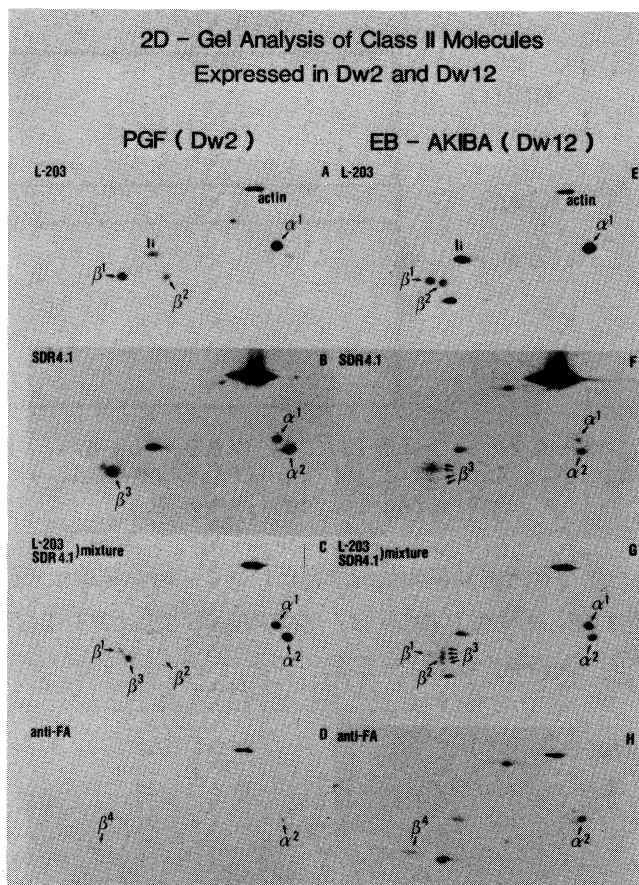 2D – Gel Analysis of Class II Molecules
Expressed in Dw2 and Dw12
PGF ( Dw2 )
EB – AKIBA ( Dw12 )
L-203
A
actin
α¹
Ii
β¹
β²
L-203
E
actin
α¹
Ii
β¹
β²
SDR4.1
B
α¹
α²
β³
SDR4.1
F
α¹
β³
α²
L-203
SDR4.1)mixture
C
α¹
β¹
α²
β³
β²
L-203
SDR4.1)mixture
G
α¹
β¹
β³
β²
α²
anti-FA
D
β⁴
α²
anti-FA
H
β⁴
α²